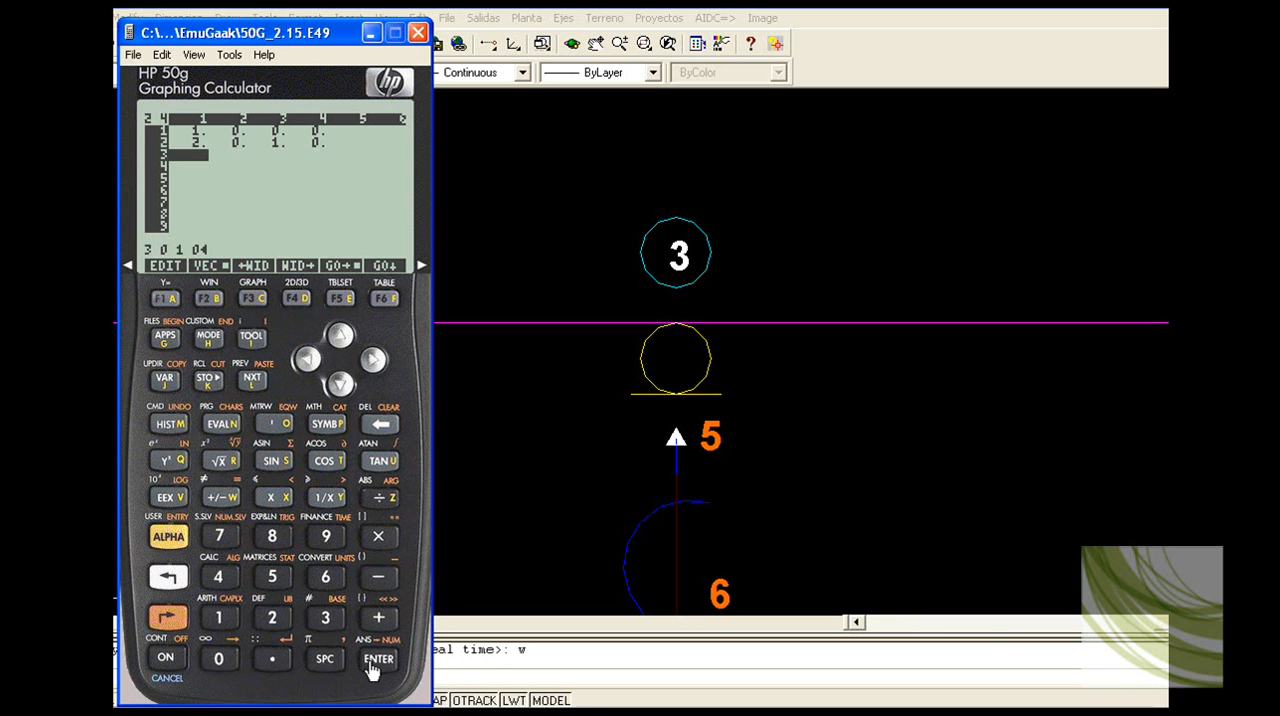 C:\...\EmuGaak\50G_2.15.E49
File Edit View Tools Help
HP 50g
Graphing Calculator
2 4 1 2 3 4 5 6
1 1. 0. 0. 0.
2 2. 0. 1. 0.
3
4
5
6
7
8
9
3 0 1 0
EDIT VEC ←WID WID→ GO→ GO↓
Y= WIN GRAPH 2D/3D TBLSET TABLE
F1 A F2 B F3 C F4 D F5 E F6 F
FILES BEGIN CUSTOM END i I
APPS G MODE H TOOL I
UPDIR COPY RCL CUT PREV PASTE
VAR J STO▶ K NXT L
CMD UNDO PRG CHARS MTRW EQW MTH CAT DEL CLEAR
HIST M EVAL N ' O SYMB P
e^x LN x² ASIN Σ ACOS ∂ ATAN ∫
Y^x Q √X R SIN S COS T TAN U
10^x LOG ≠ = ≤ < ≥ > ABS ARG
EEX V +/- W X X 1/X Y ÷ Z
USER ENTRY S.SLV NUM.SLV EXP&LN TRIG FINANCE TIME [ ] " "
ALPHA 7 8 9 ×
CALC ALG MATRICES STAT CONVERT UNITS ( ) _
4 5 6 −
ARITH CMPLX DEF LIB # BASE { } « »
1 2 3 +
CONT OFF ∞ → : : ↵ π , ANS →NUM
ON 0 . SPC ENTER
CANCEL
File Salidas Planta Ejes Terreno Proyectos AIDC=> Image
Continuous ByLayer ByColor
3
5
6
eal time>: w
AP OTRACK LWT MODEL